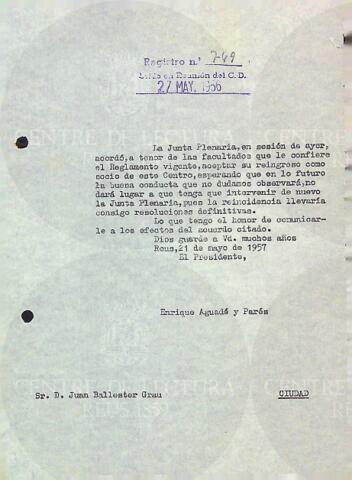 Registro n.º 749
Leído en Reunión del C.D.
27 MAY. 1956
La Junta Plenaria, en sesión de ayer,
acordó, a tenor de las facultades que le confiere
el Reglamento vigente, aceptar su reingreso como
socio de este Centro, esperando que en lo futuro
la buena conducta que no dudamos observará, no
dará lugar a que tenga que intervenir de nuevo
la Junta Plenaria, pues la reincidencia llevaría
consigo resoluciones definitivas.
Lo que tengo el honor de comunicar-
le a los efectos del acuerdo citado.
Dios guarde a Vd. muchos años
Reus, 21 de mayo de 1957
El Presidente,
Enrique Aguadé y Parés
Sr. D. Juan Ballester Grau
CIUDAD